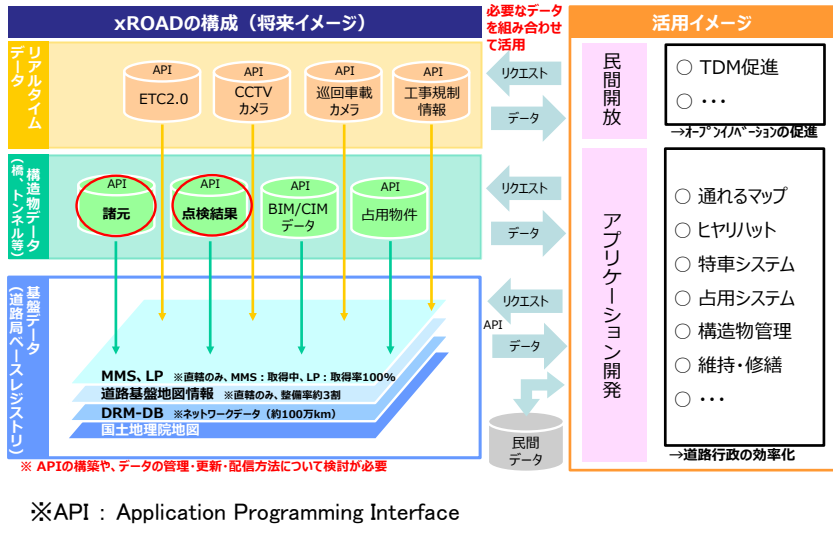 xROADの構成（将来イメージ）
必要なデータ
を組み合わせ
て活用
活用イメージ
リアルタイム
データ
API
ETC2.0
API
CCTV
カメラ
API
巡回車載
カメラ
API
工事規制
情報
リクエスト
データ
民間開放
○ TDM促進
○ ・・・
→オープンイノベーションの促進
構造物データ
(橋、トンネル等)
API
諸元
API
点検結果
API
BIM/CIM
データ
API
占用物件
リクエスト
データ
アプリケーション開発
○ 通れるマップ
○ ヒヤリハット
○ 特車システム
○ 占用システム
○ 構造物管理
○ 維持・修繕
○ ・・・
→道路行政の効率化
基盤データ
(道路局ベースレジストリ)
リクエスト
API
データ
MMS、LP ※直轄のみ、MMS：取得中、LP：取得率100%
道路基盤地図情報 ※直轄のみ、整備率約3割
DRM-DB ※ネットワークデータ（約100万km）
国土地理院地図
民間
データ
※ APIの構築や、データの管理・更新・配信方法について検討が必要
※API : Application Programming Interface